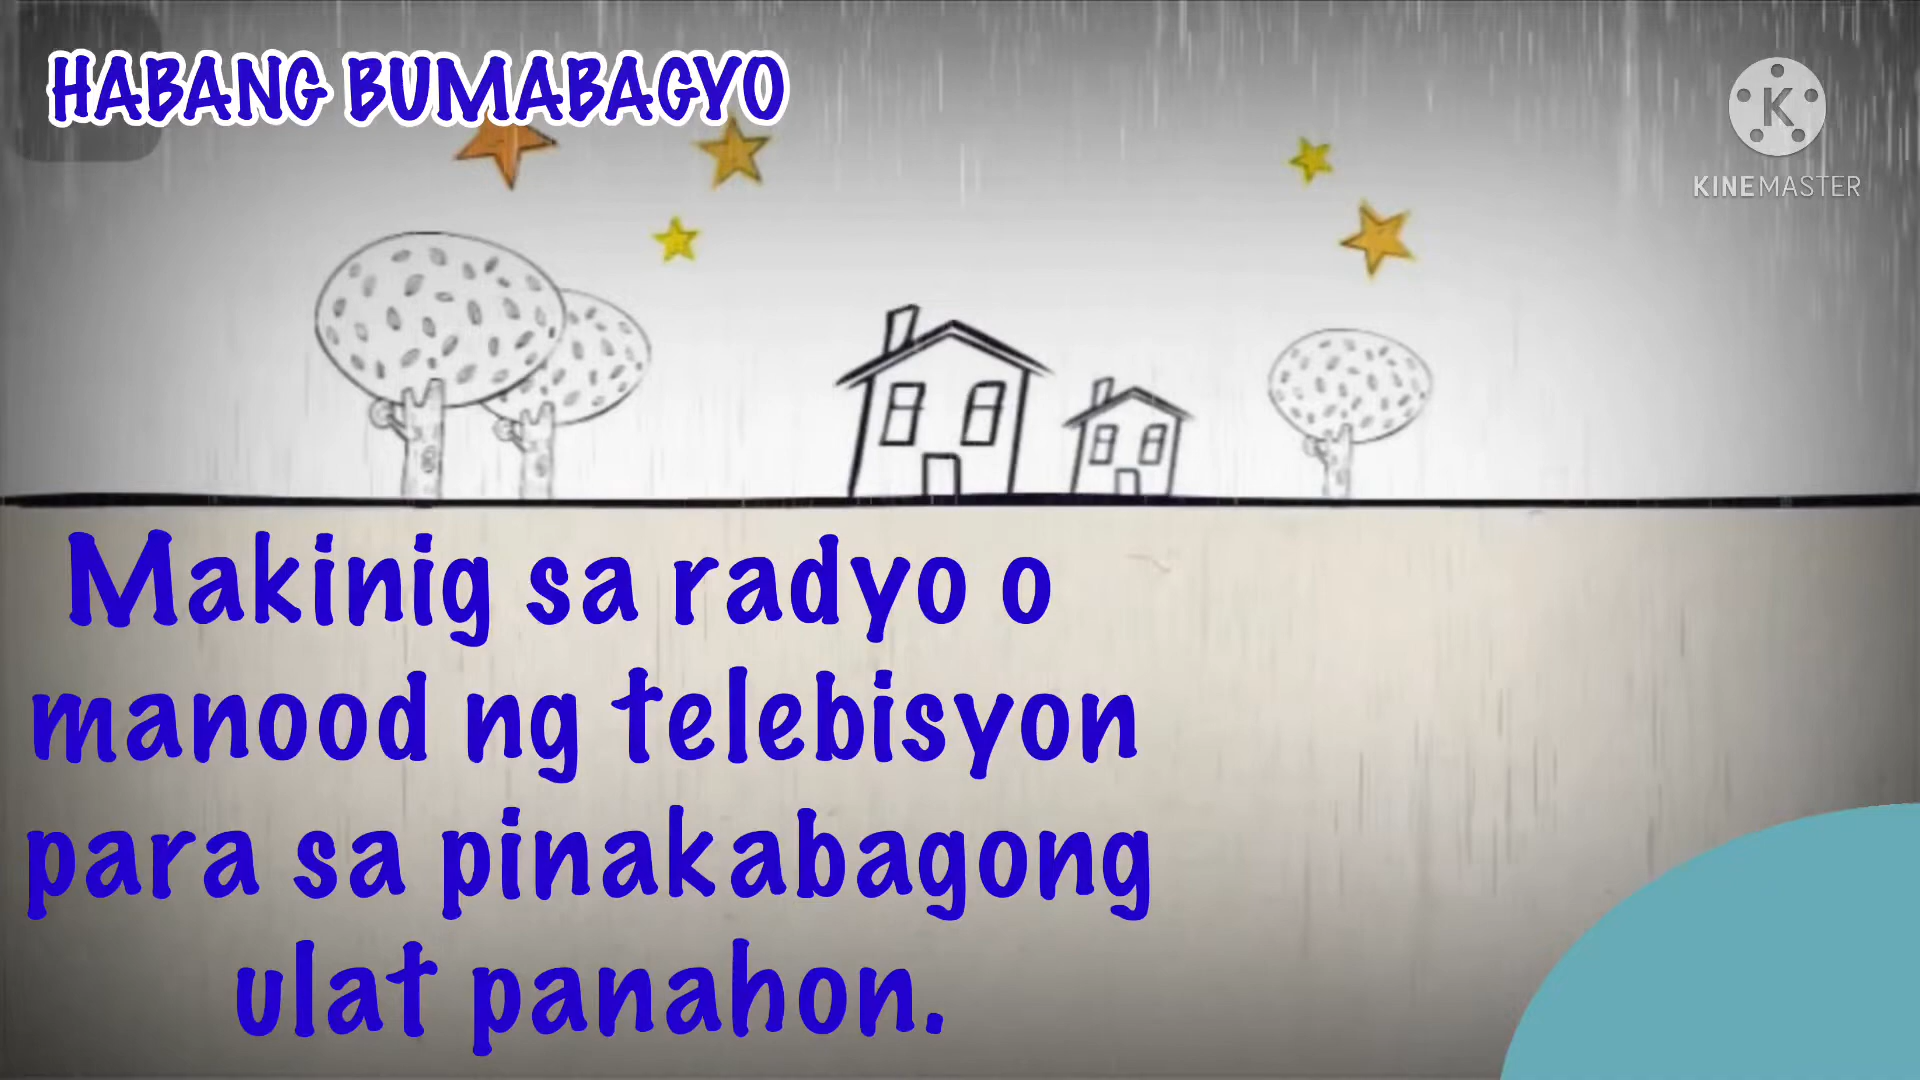 HABANG BUMABAGYO
K
KINEMASTER
Makinig sa radyo o
manood ng telebisyon
para sa pinakabagong
ulat panahon.